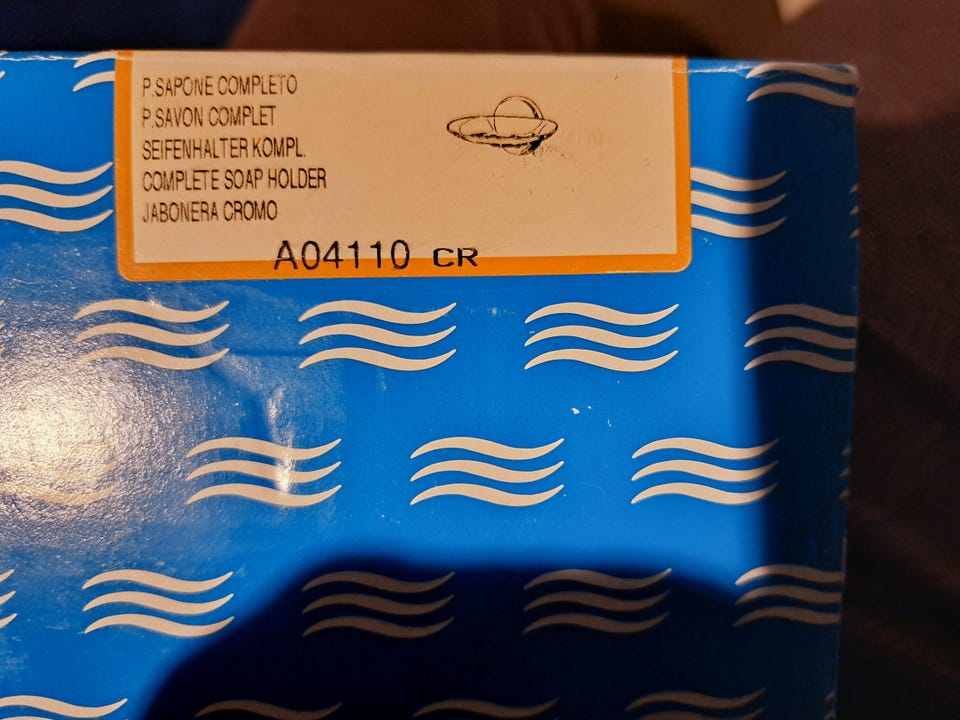 P.SAPONE COMPLETO
P.SAVON COMPLET
SEIFENHALTER KOMPL.
COMPLETE SOAP HOLDER
JABONERA CROMO
A04110 CR